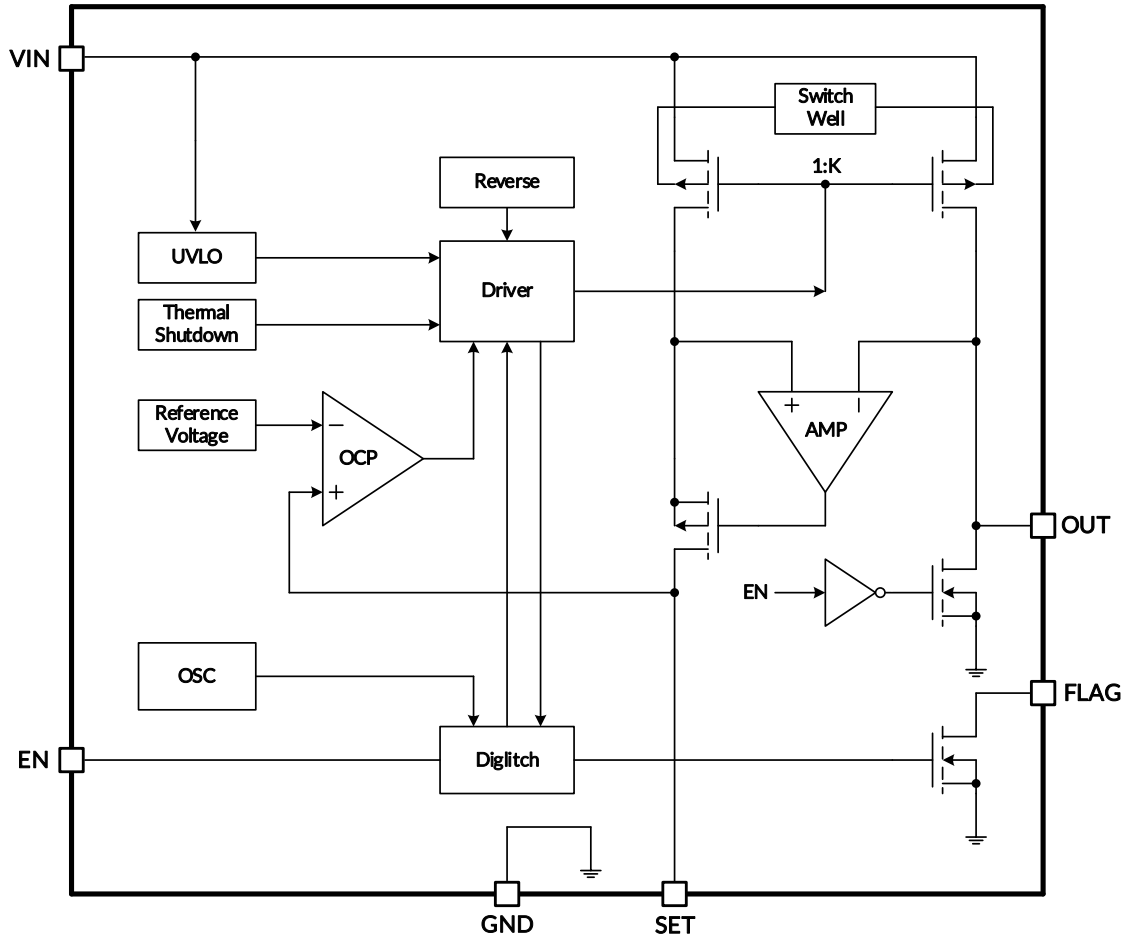 VIN
Switch
Well
1:K
Reverse
UVLO
Driver
Thermal
Shutdown
Reference
Voltage
−
OCP
+
+
−
AMP
OUT
EN
OSC
FLAG
EN
Diglitch
GND
SET